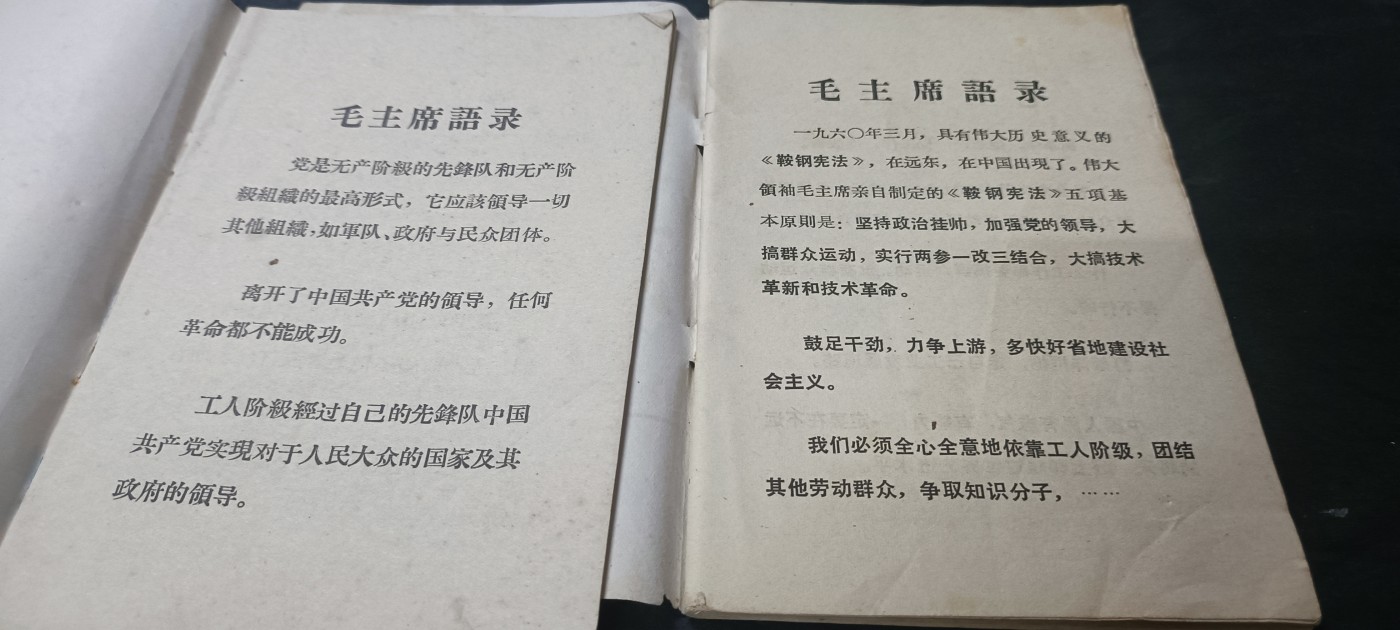 毛主席語录
党是无产阶級的先鋒队和无产阶
級組織的最高形式，它应該領导一切
其他組織，如軍队、政府与民众团体。
离开了中国共产党的領导，任何
革命都不能成功。
工人阶級經过自己的先鋒队中国
共产党实現对于人民大众的国家及其
政府的領导。
毛主席語录
一九六〇年三月，具有伟大历史意义的
《鞍钢宪法》，在远东，在中国出現了。伟大
領袖毛主席亲自制定的《鞍钢宪法》五項基
本原則是：坚持政治挂帅，加强党的领导，大
搞群众运动，实行两参一改三结合，大搞技术
革新和技术革命。
鼓足干劲，力争上游，多快好省地建设社
会主义。
我们必须全心全意地依靠工人阶级，团结
其他劳动群众，争取知识分子，……